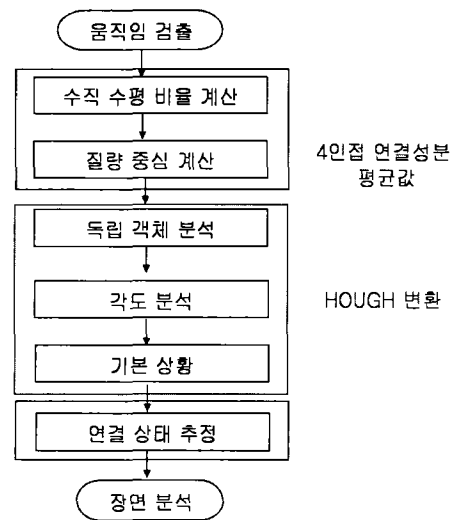 움직임 검출
수직 수평 비율 계산
질량 중심 계산
4인접 연결성분
평균값
독립 객체 분석
각도 분석
HOUGH 변환
기본 상황
연결 상태 추정
장면 분석